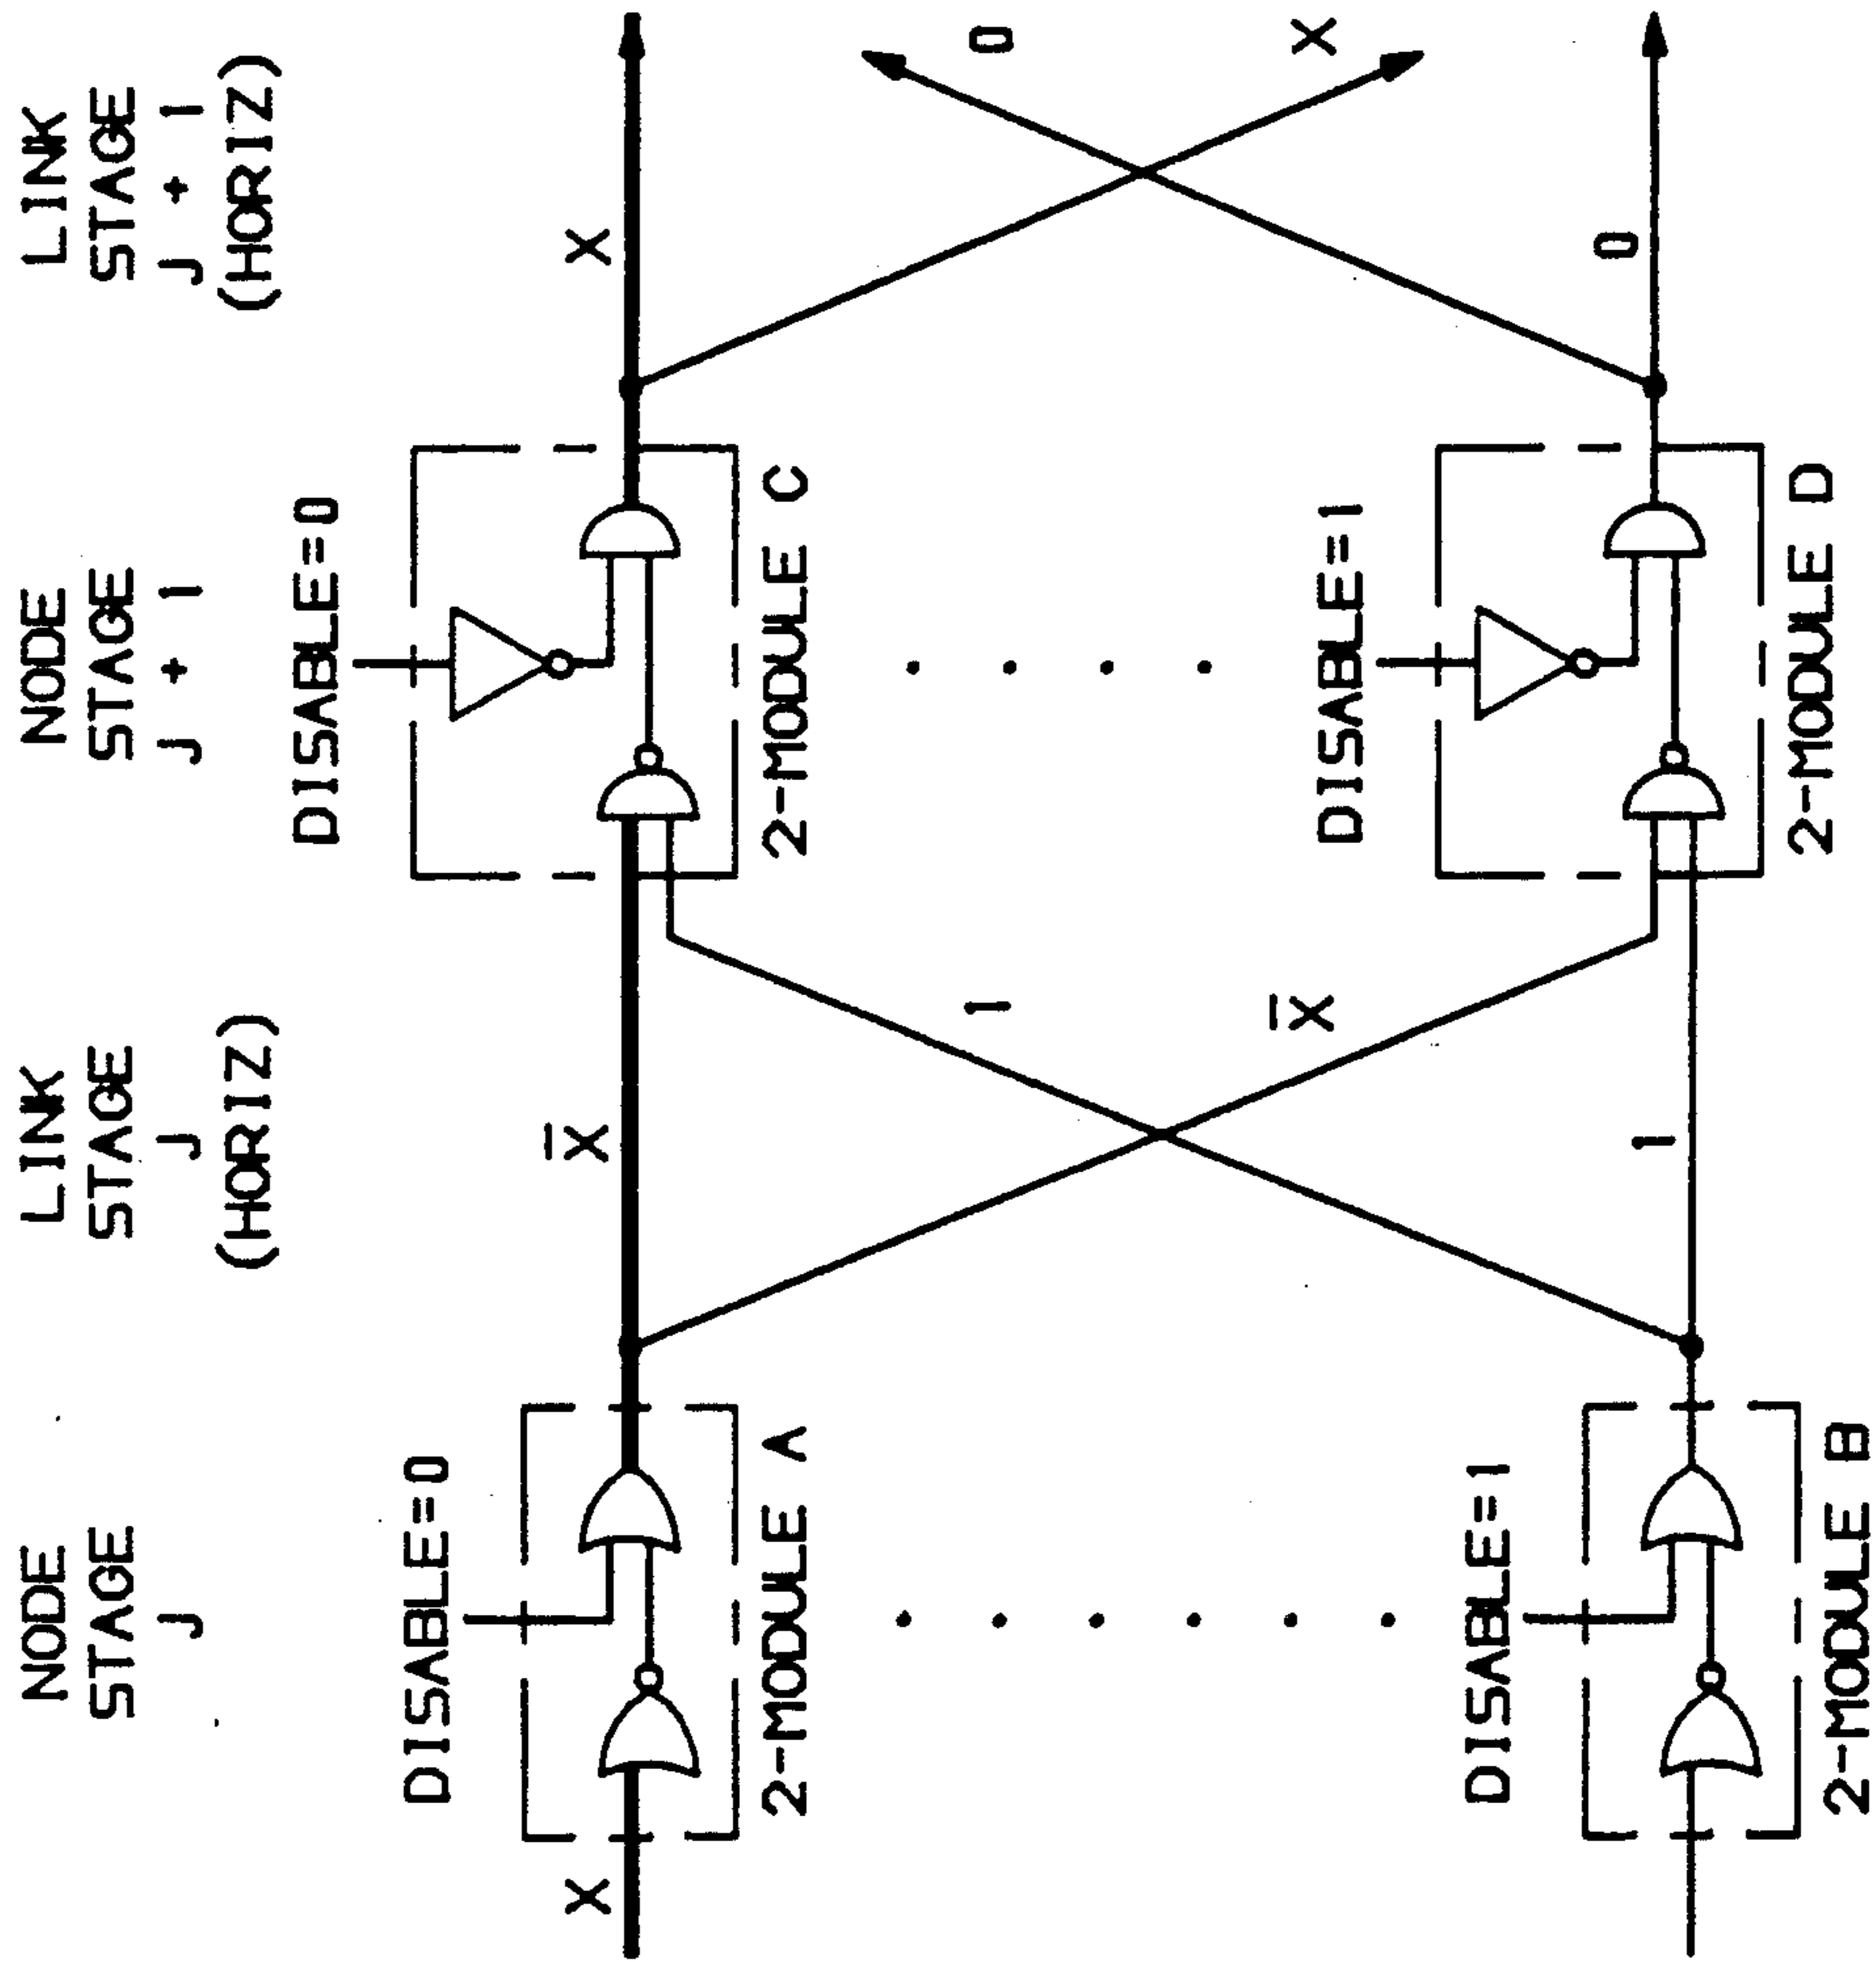 NODE
STAGE
J
LINK
STAGE
J
(HORIZ)
NODE
STAGE
J + 1
LINK
STAGE
J + 1
(HORIZ)
DISABLE=0
X
2-MODULE A
X̅
1
X̅
DISABLE=0
2-MODULE C
X
0
X
DISABLE=1
2-MODULE B
1
DISABLE=1
2-MODULE D
0